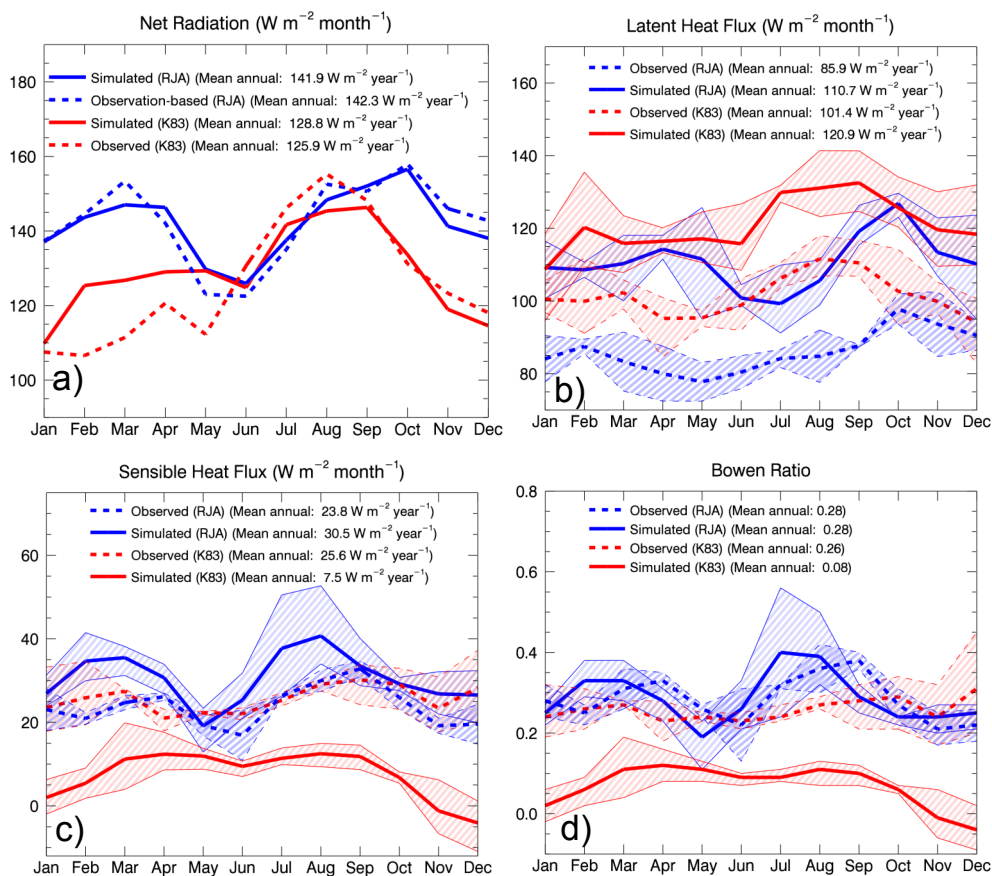 Net Radiation (W m⁻² month⁻¹)
180
160
140
120
100
Simulated (RJA) (Mean annual: 141.9 W m⁻² year⁻¹)
Observation-based (RJA) (Mean annual: 142.3 W m⁻² year⁻¹)
Simulated (K83) (Mean annual: 128.8 W m⁻² year⁻¹)
Observed (K83) (Mean annual: 125.9 W m⁻² year⁻¹)
a)
Jan Feb Mar Apr May Jun Jul Aug Sep Oct Nov Dec
Latent Heat Flux (W m⁻² month⁻¹)
160
140
120
100
80
Observed (RJA) (Mean annual: 85.9 W m⁻² year⁻¹)
Simulated (RJA) (Mean annual: 110.7 W m⁻² year⁻¹)
Observed (K83) (Mean annual: 101.4 W m⁻² year⁻¹)
Simulated (K83) (Mean annual: 120.9 W m⁻² year⁻¹)
b)
Jan Feb Mar Apr May Jun Jul Aug Sep Oct Nov Dec
Sensible Heat Flux (W m⁻² month⁻¹)
60
40
20
0
Observed (RJA) (Mean annual: 23.8 W m⁻² year⁻¹)
Simulated (RJA) (Mean annual: 30.5 W m⁻² year⁻¹)
Observed (K83) (Mean annual: 25.6 W m⁻² year⁻¹)
Simulated (K83) (Mean annual: 7.5 W m⁻² year⁻¹)
c)
Jan Feb Mar Apr May Jun Jul Aug Sep Oct Nov Dec
Bowen Ratio
0.8
0.6
0.4
0.2
0.0
Observed (RJA) (Mean annual: 0.28)
Simulated (RJA) (Mean annual: 0.28)
Observed (K83) (Mean annual: 0.26)
Simulated (K83) (Mean annual: 0.08)
d)
Jan Feb Mar Apr May Jun Jul Aug Sep Oct Nov Dec